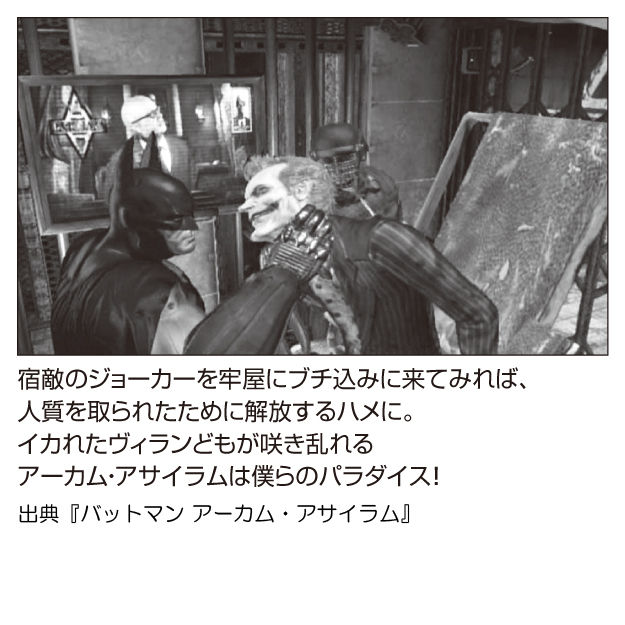 宿敵のジョーカーを牢屋にブチ込みに来てみれば、
人質を取られたために解放するハメに。
イカれたヴィランどもが咲き乱れる
アーカム・アサイラムは僕らのパラダイス!
出典『バットマン アーカム・アサイラム』